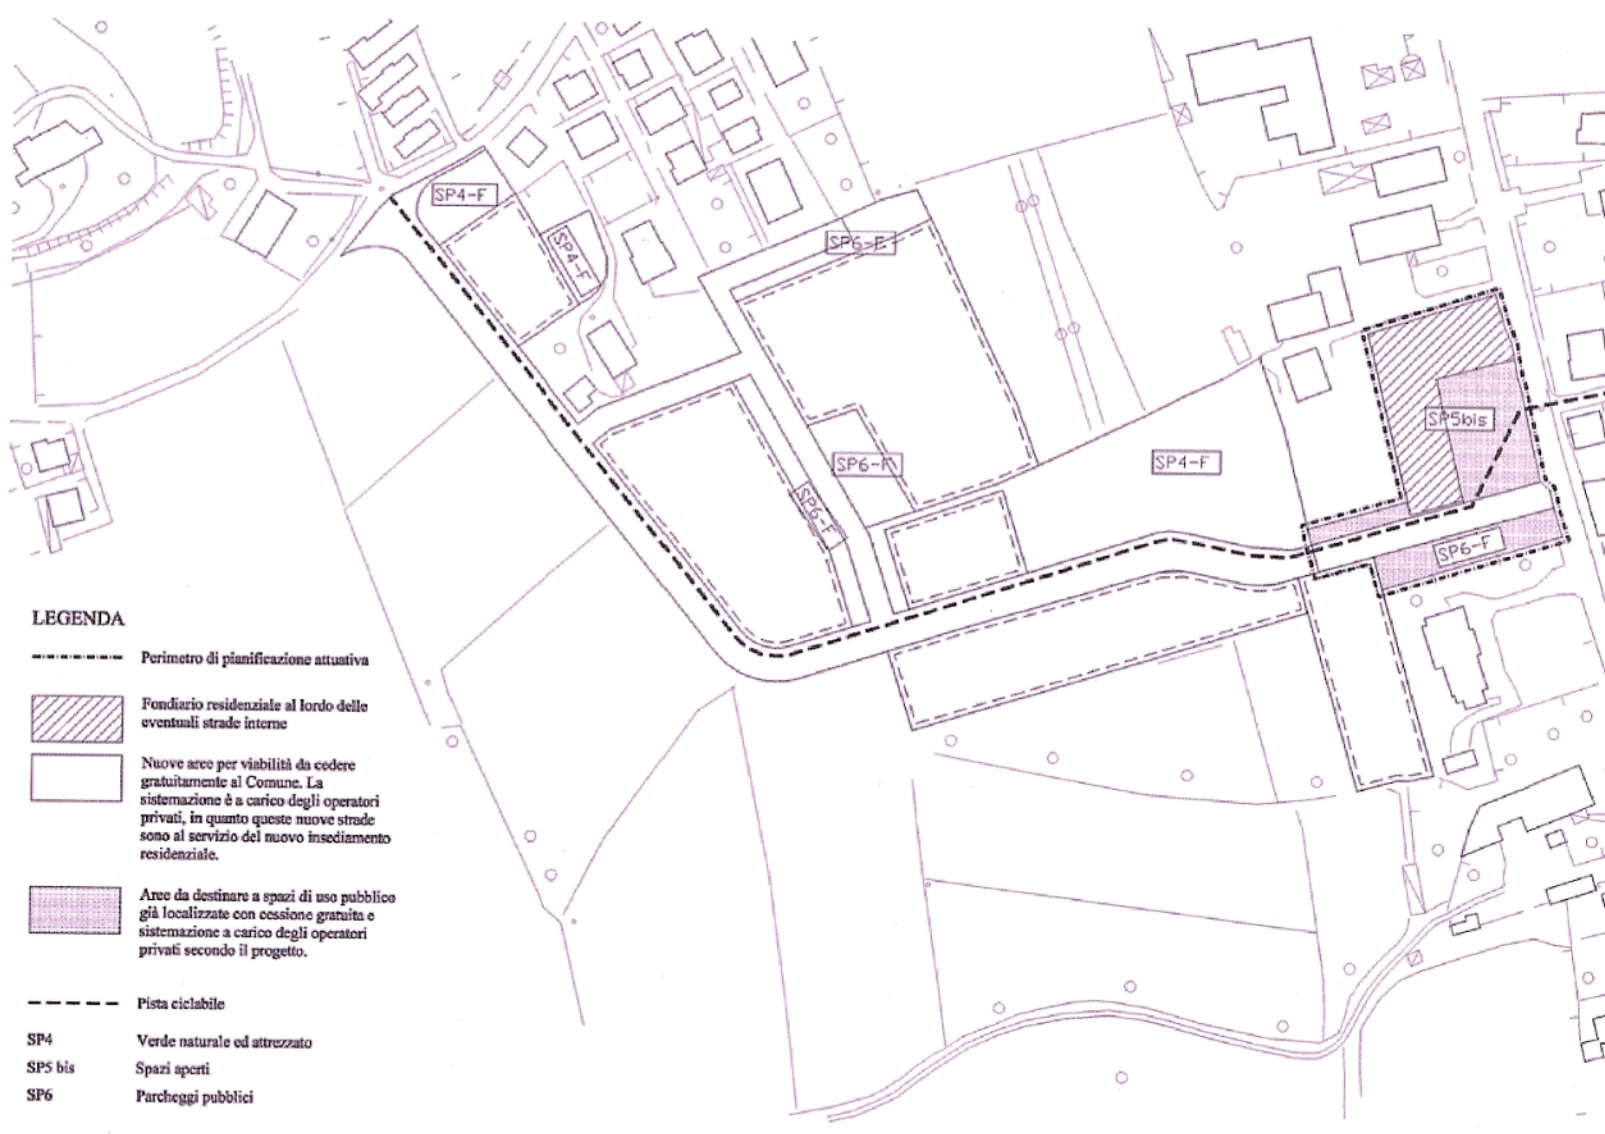 SP4-F
SP4-F
SP6-F
SP5bis
SP6-F
SP4-F
SP6-F
SP6-F
LEGENDA
Perimetro di pianificazione attuativa
Fondiario residenziale al lordo delle
eventuali strade interne
Nuove aree per viabilità da cedere
gratuitamente al Comune. La
sistemazione è a carico degli operatori
privati, in quanto queste nuove strade
sono al servizio del nuovo insediamento
residenziale.
Aree da destinare a spazi di uso pubblico
già localizzate con cessione gratuita e
sistemazione a carico degli operatori
privati secondo il progetto.
Pista ciclabile
SP4 Verde naturale ed attrezzato
SP5 bis Spazi aperti
SP6 Parcheggi pubblici